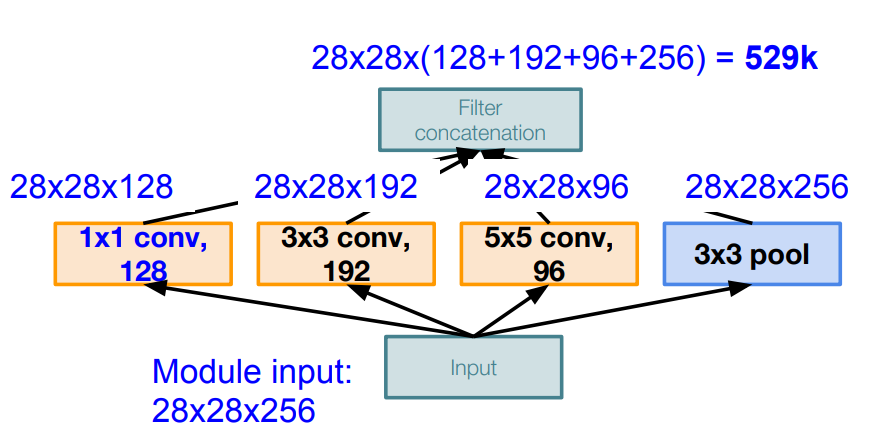 28x28x(128+192+96+256) = 529k
Filter
concatenation
28x28x128
28x28x192
28x28x96
28x28x256
1x1 conv,
128
3x3 conv,
192
5x5 conv,
96
3x3 pool
Input
Module input:
28x28x256